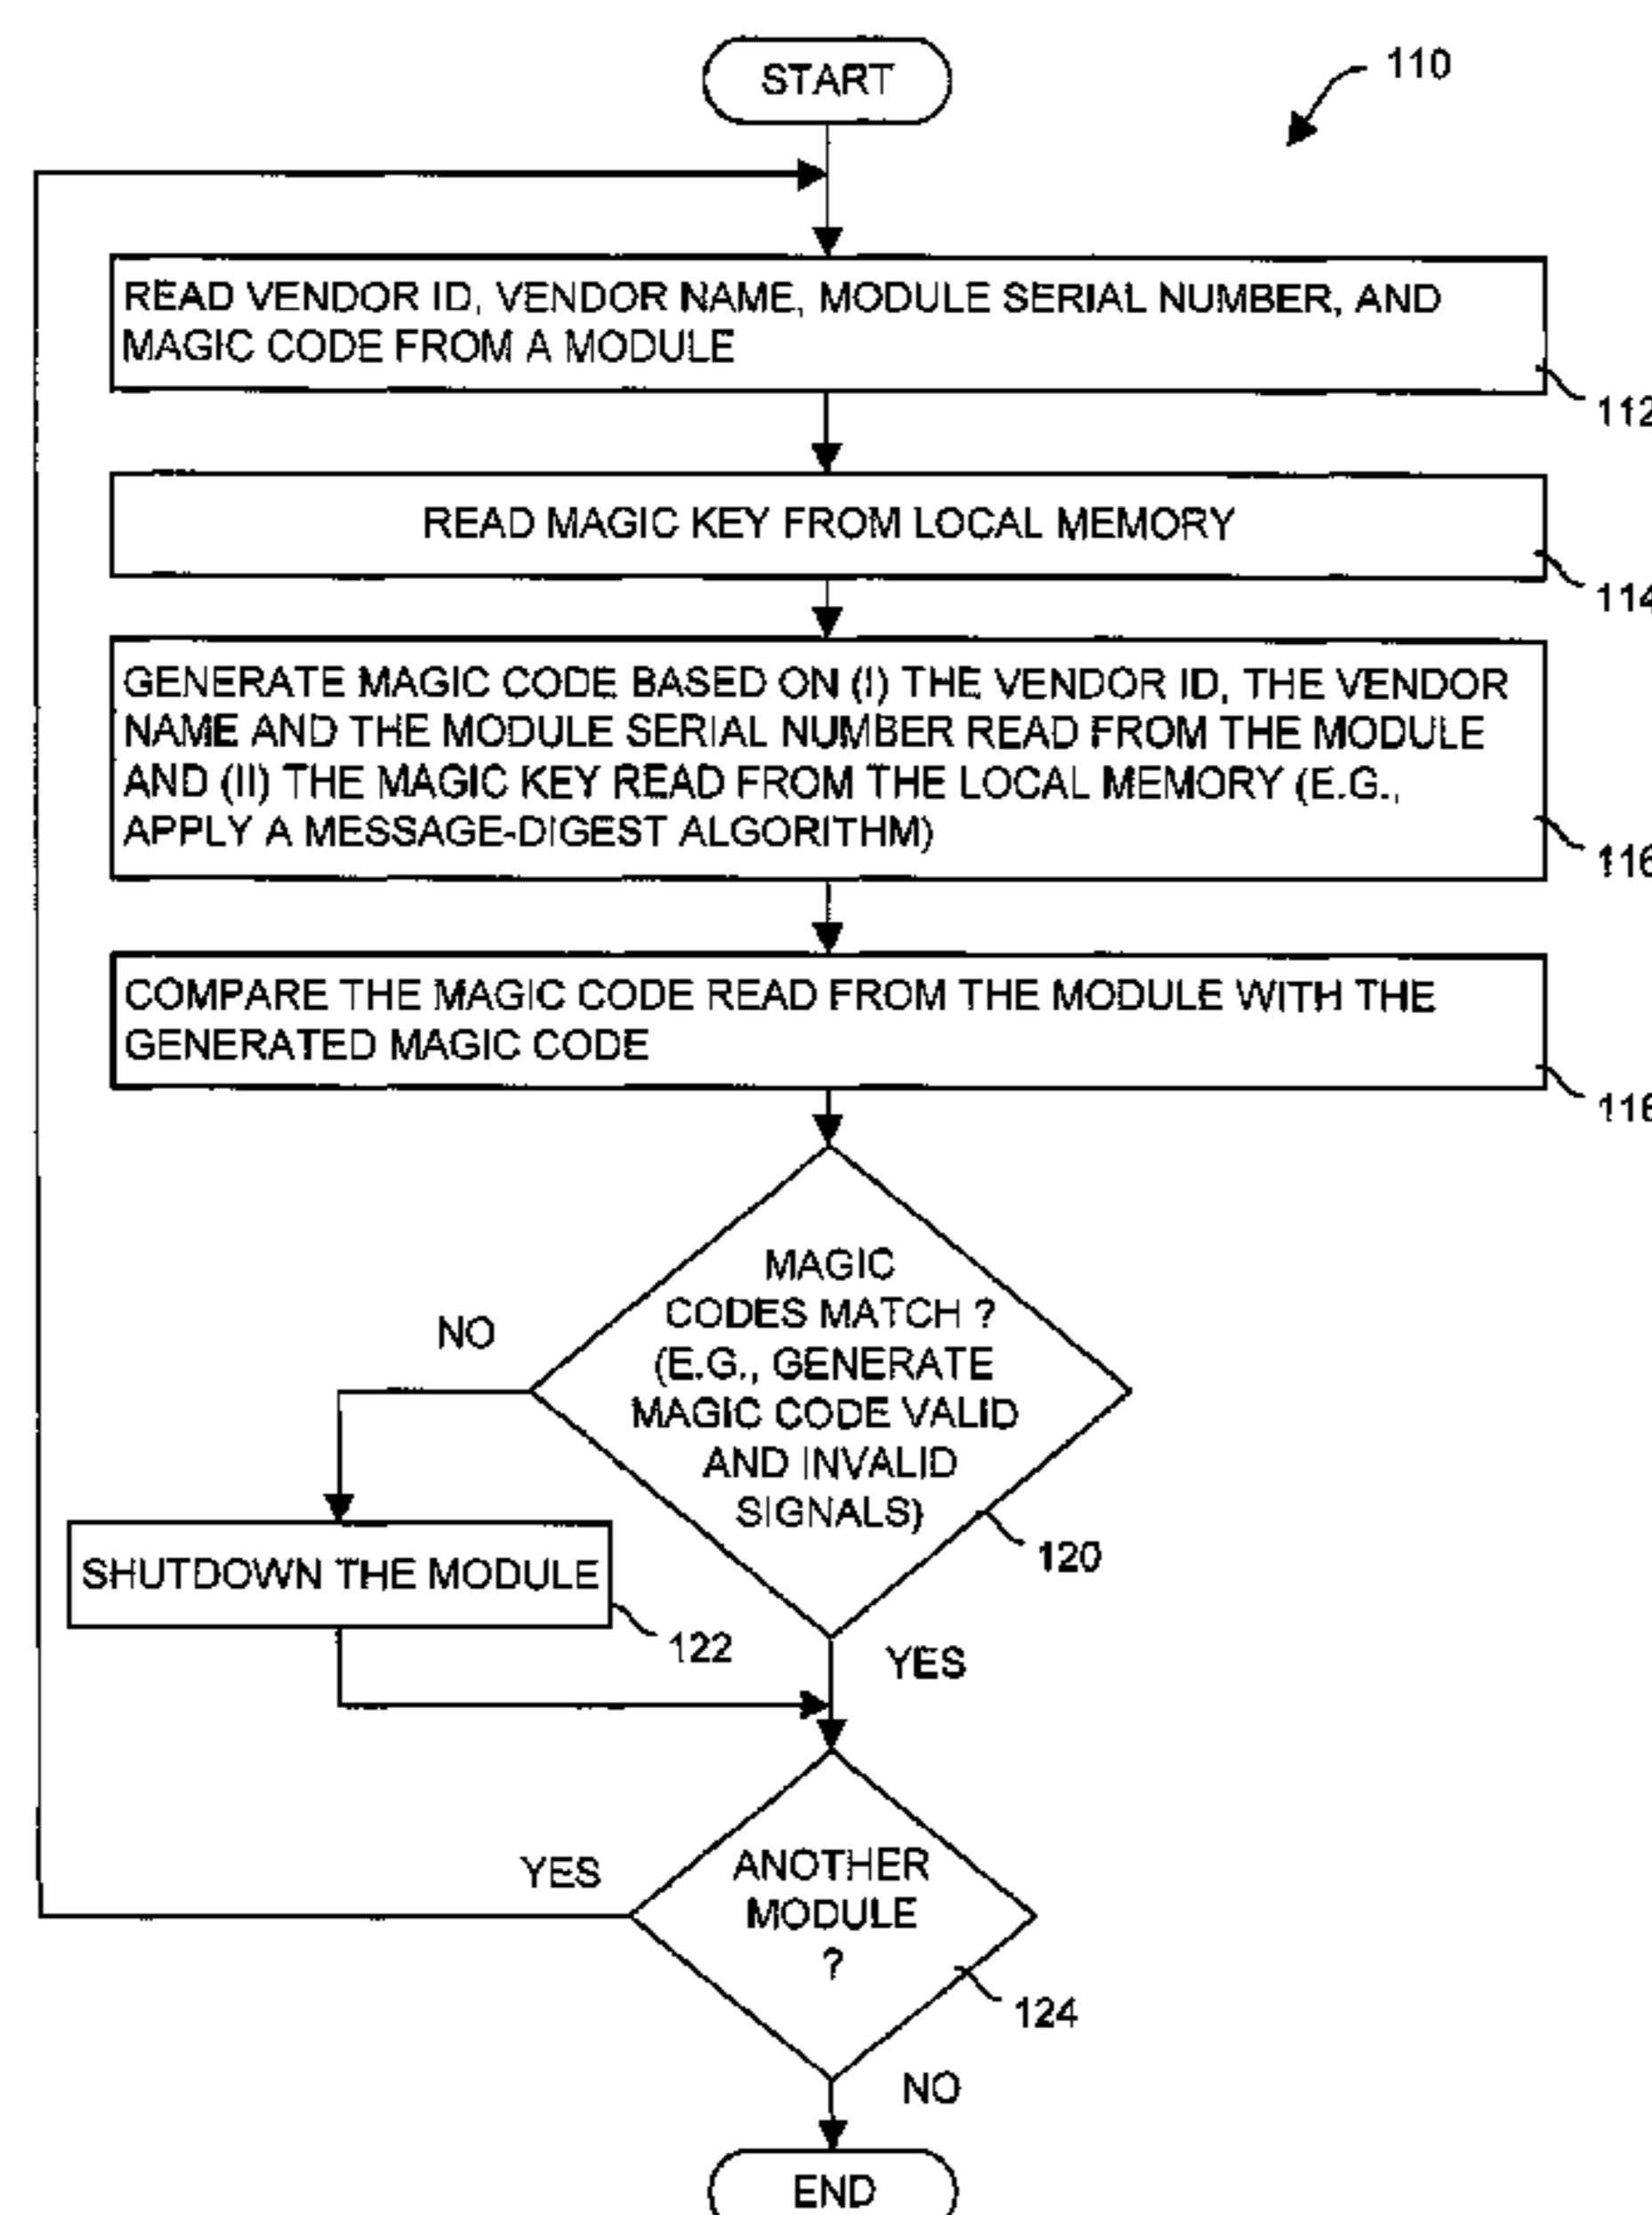 START
110
READ VENDOR ID, VENDOR NAME, MODULE SERIAL NUMBER, AND
MAGIC CODE FROM A MODULE
112
READ MAGIC KEY FROM LOCAL MEMORY
114
GENERATE MAGIC CODE BASED ON (I) THE VENDOR ID, THE VENDOR
NAME AND THE MODULE SERIAL NUMBER READ FROM THE MODULE
AND (II) THE MAGIC KEY READ FROM THE LOCAL MEMORY (E.G.,
APPLY A MESSAGE-DIGEST ALGORITHM)
116
COMPARE THE MAGIC CODE READ FROM THE MODULE WITH THE
GENERATED MAGIC CODE
MAGIC
CODES MATCH ?
(E.G., GENERATE
MAGIC CODE VALID
AND INVALID
SIGNALS)
NO
120
SHUTDOWN THE MODULE
122
YES
YES
ANOTHER
MODULE
?
124
NO
END